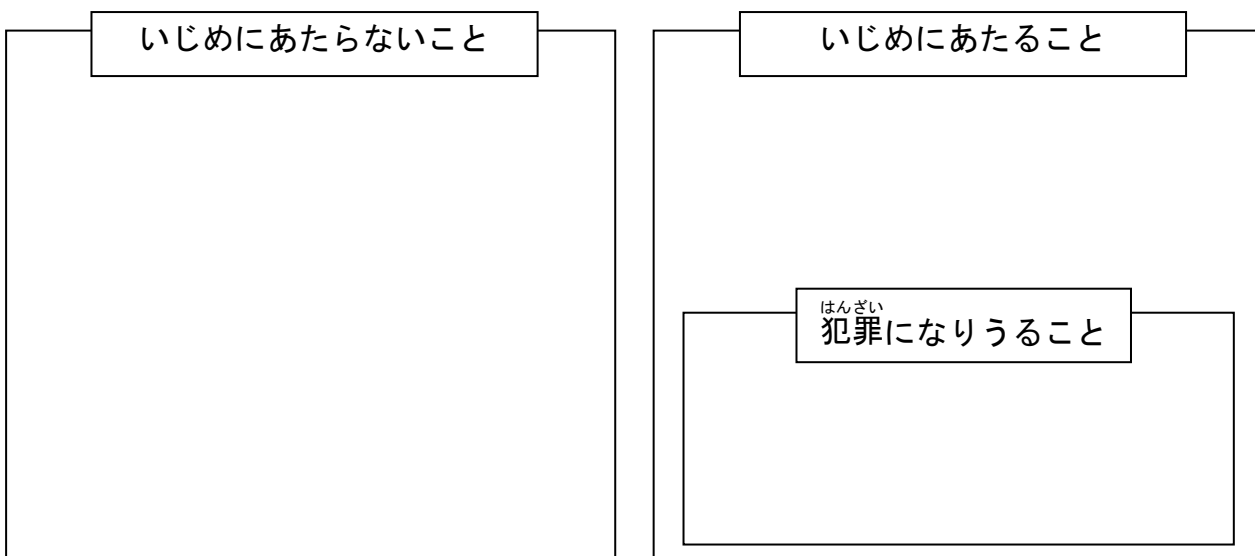 いじめにあたらないこと
いじめにあたること
はんざい
犯罪になりうること